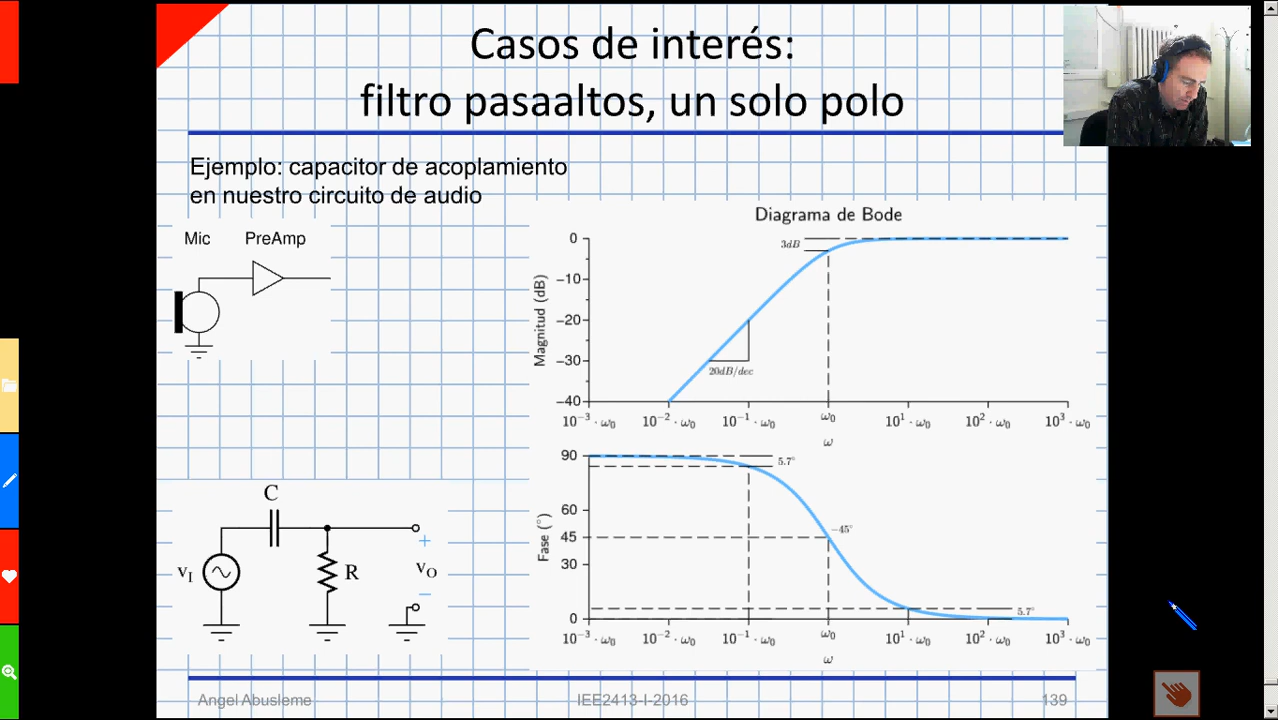 Casos de interés:
filtro pasaaltos, un solo polo
Ejemplo: capacitor de acoplamiento
en nuestro circuito de audio
Mic PreAmp
C
vI
R
+
vO
−
Diagrama de Bode
Magnitud (dB)
0
−10
−20
−30
−40
3dB
20dB/dec
10⁻³ · ω₀ 10⁻² · ω₀ 10⁻¹ · ω₀ ω₀ 10¹ · ω₀ 10² · ω₀ 10³ · ω₀
ω
Fase (°)
90
60
45
30
0
5.7°
−45°
5.7°
10⁻³ · ω₀ 10⁻² · ω₀ 10⁻¹ · ω₀ ω₀ 10¹ · ω₀ 10² · ω₀ 10³ · ω₀
ω
Angel Abusleme IEE2413-I-2016 139